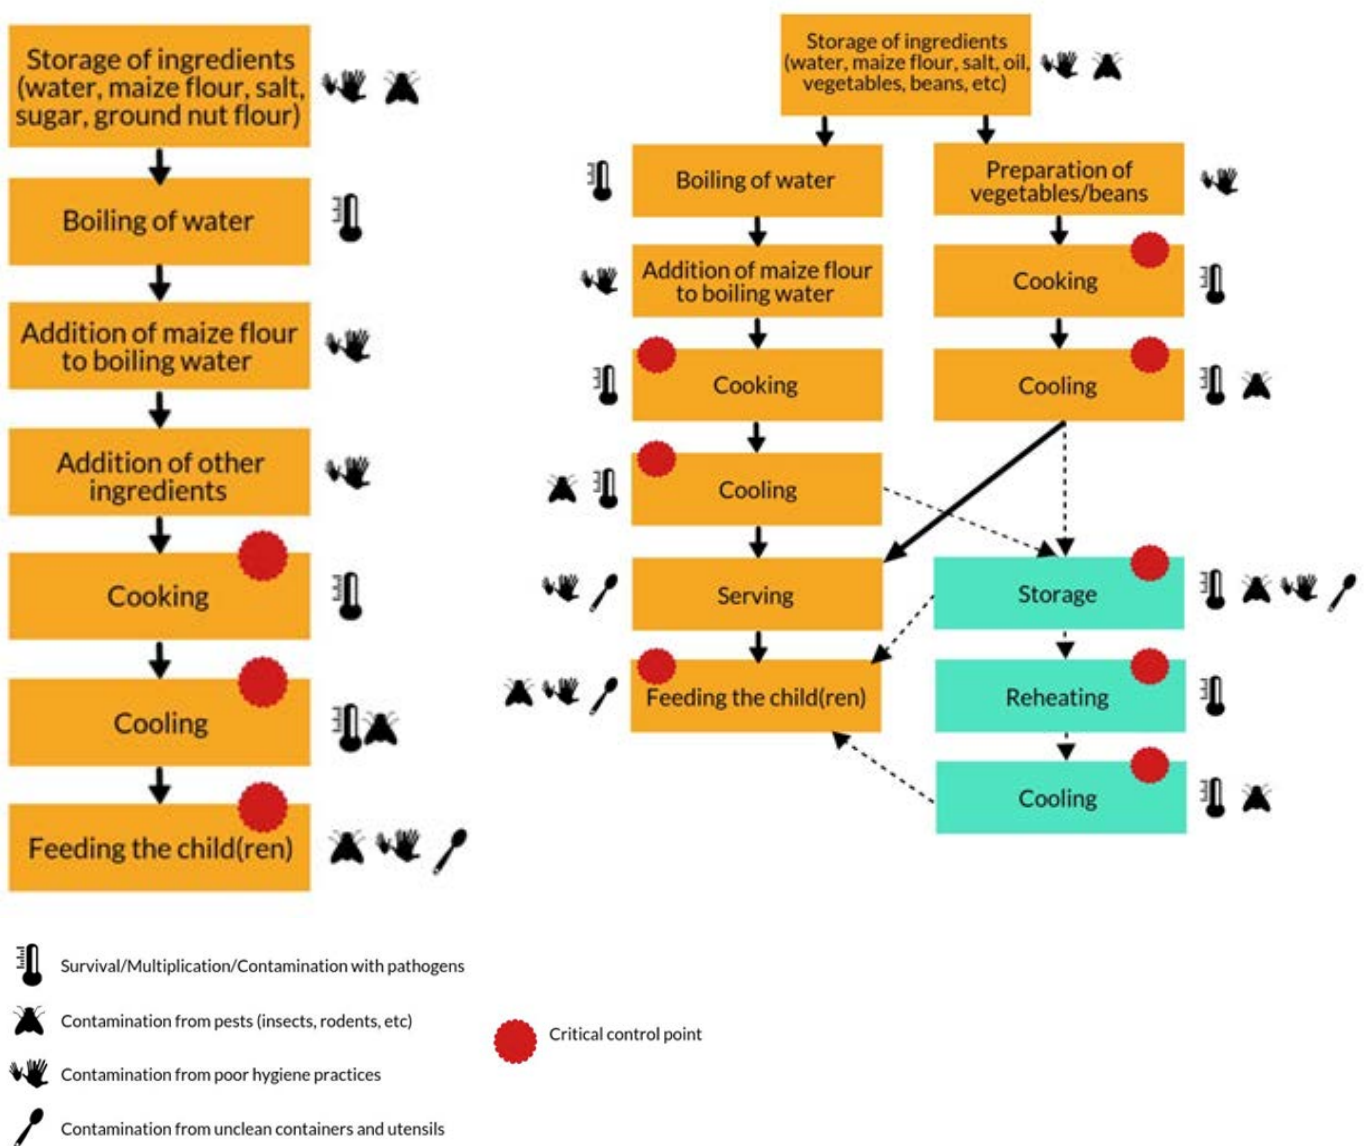 Storage of ingredients
(water, maize flour, salt,
sugar, ground nut flour)
Boiling of water
Addition of maize flour
to boiling water
Addition of other
ingredients
Cooking
Cooling
Feeding the child(ren)
Storage of ingredients
(water, maize flour, salt, oil,
vegetables, beans, etc)
Boiling of water
Addition of maize flour
to boiling water
Cooking
Cooling
Serving
Feeding the child(ren)
Preparation of
vegetables/beans
Cooking
Cooling
Storage
Reheating
Cooling
Survival/Multiplication/Contamination with pathogens
Contamination from pests (insects, rodents, etc)
Contamination from poor hygiene practices
Contamination from unclean containers and utensils
Critical control point